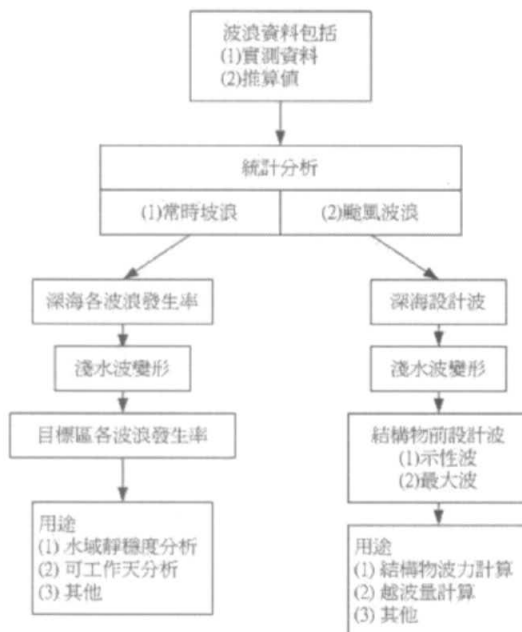 波浪資料包括
(1)實測資料
(2)推算值
統計分析
(1)常時坡浪
(2)颱風波浪
深海各波浪發生率
淺水波變形
目標區各波浪發生率
用途
(1) 水域靜穩度分析
(2) 可工作天分析
(3) 其他
深海設計波
淺水波變形
結構物前設計波
(1)示性波
(2)最大波
用途
(1) 結構物波力計算
(2) 越波量計算
(3) 其他